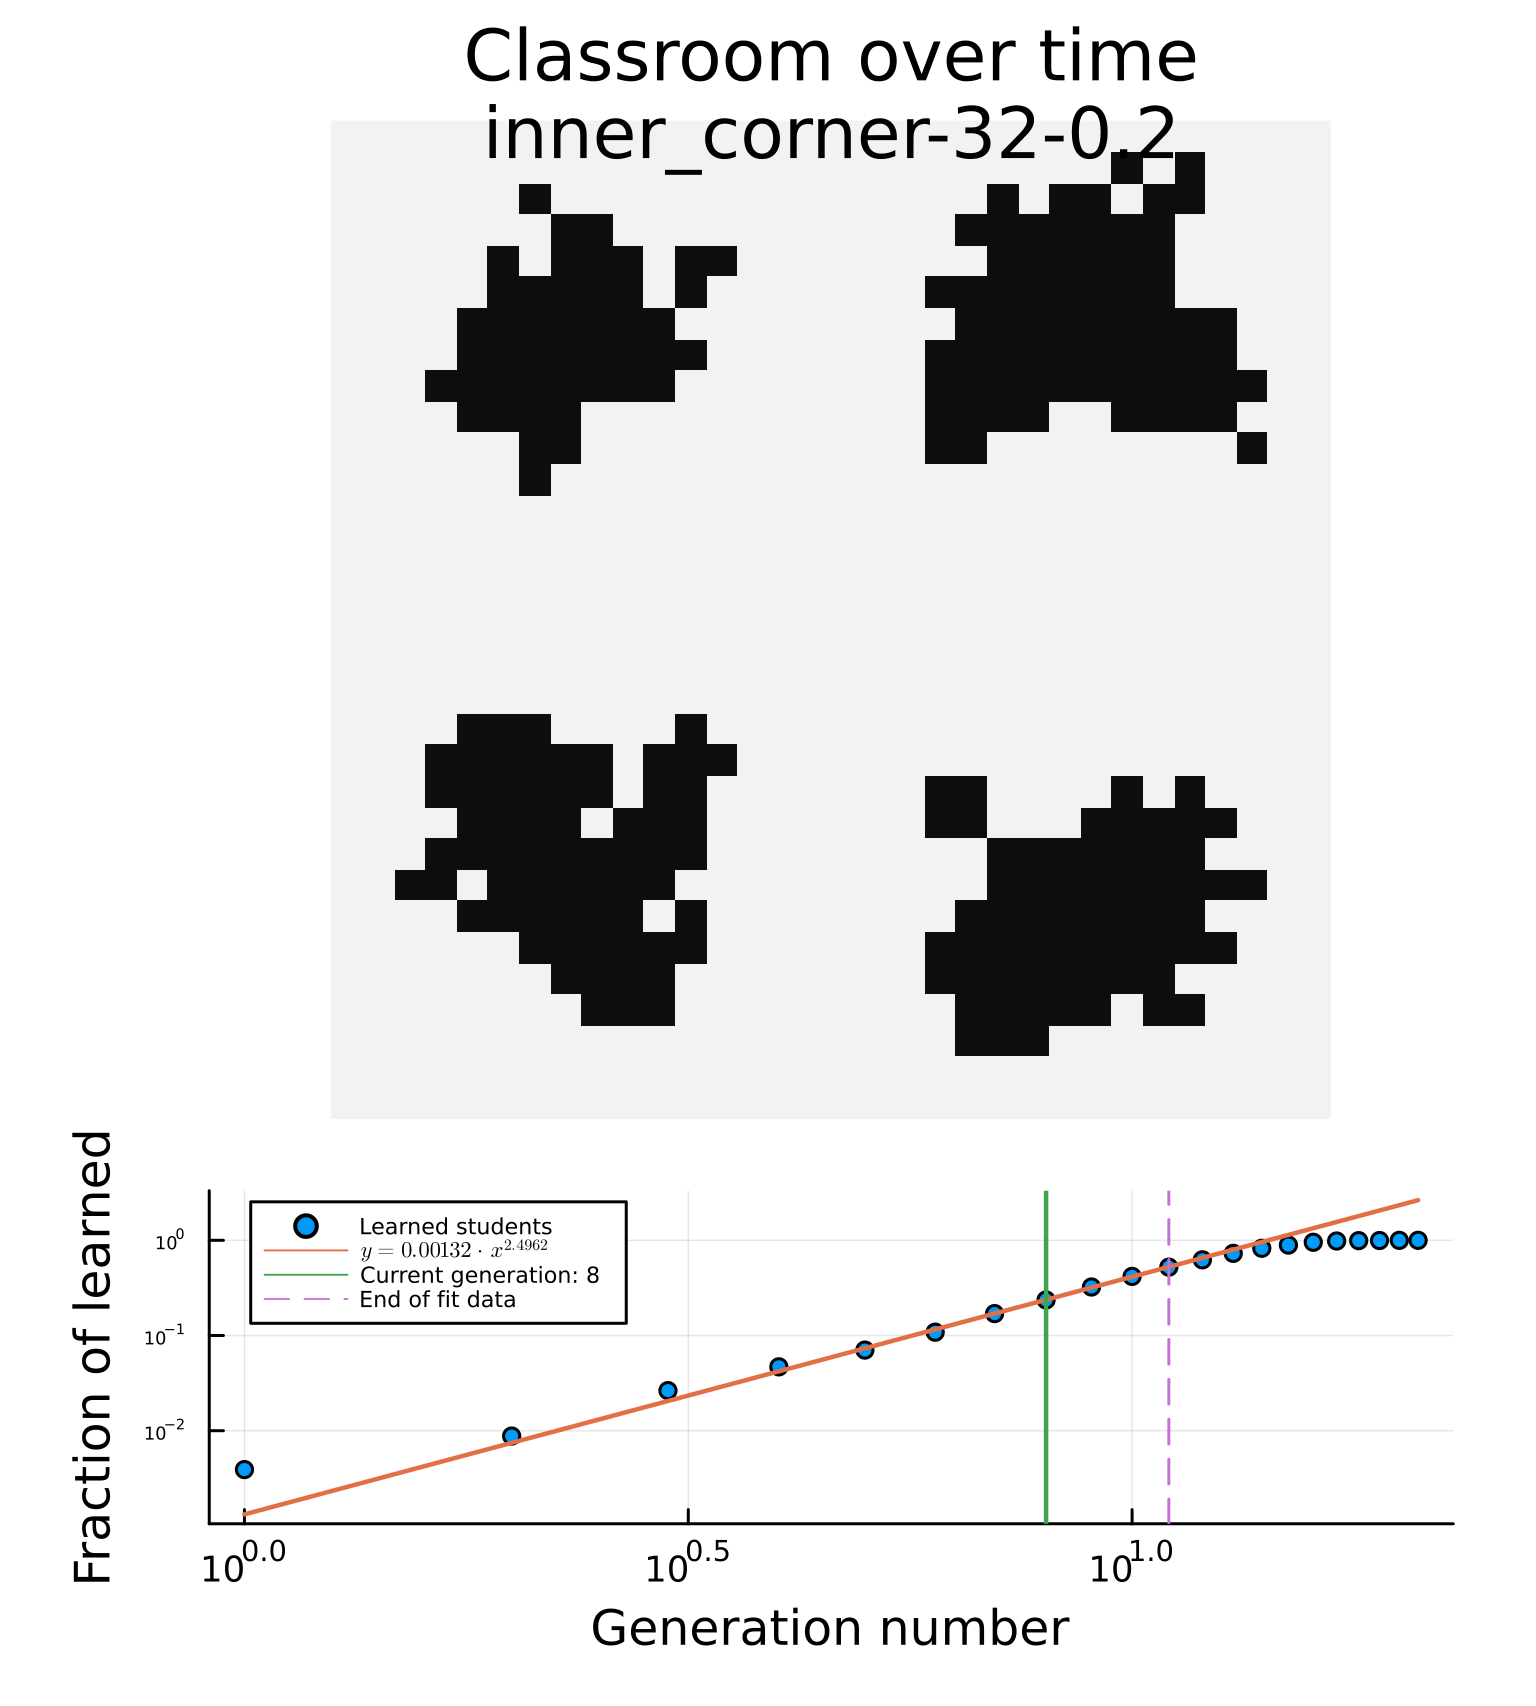 Classroom over time
inner_corner-32-0.2
Fraction of learned
10⁰
10⁻¹
10⁻²
Learned students
y = 0.00132 · x^2.4962
Current generation: 8
End of fit data
10^0.0
10^0.5
10^1.0
Generation number